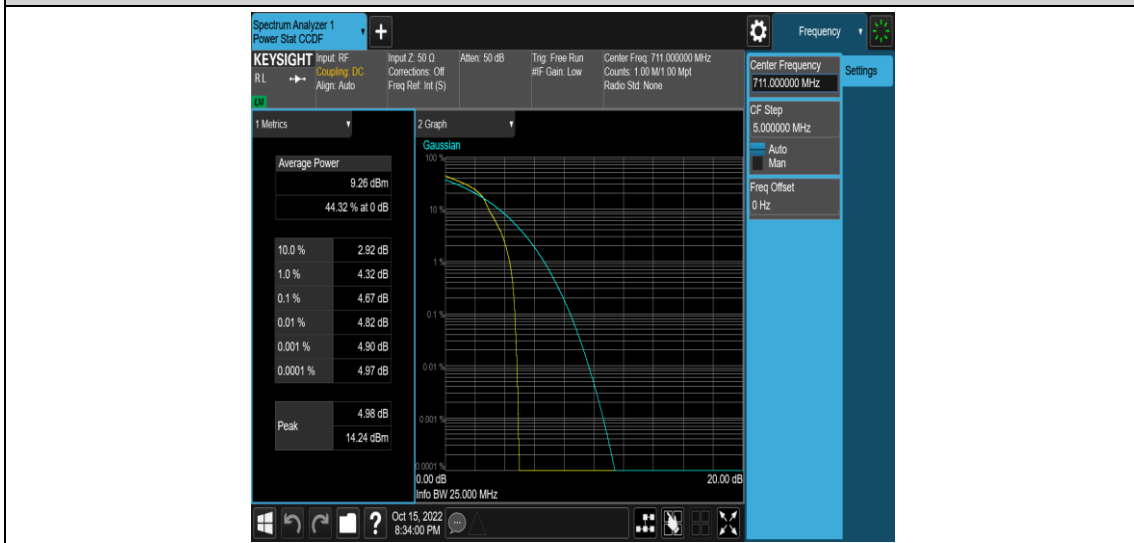 Spectrum Analyzer 1
Power Stat CCDF
+
Frequency
KEYSIGHT
RL
LXI
Input: RF
Coupling: DC
Align: Auto
Input Z: 50 Ω
Corrections: Off
Freq Ref: Int (S)
Atten: 50 dB
Trig: Free Run
#IF Gain: Low
Center Freq: 711.000000 MHz
Counts: 1.00 M/1.00 Mpt
Radio Std: None
Center Frequency
711.000000 MHz
Settings
CF Step
5.000000 MHz
Auto
Man
Freq Offset
0 Hz
1 Metrics
Average Power
9.26 dBm
44.32 % at 0 dB
10.0 % 2.92 dB
1.0 % 4.32 dB
0.1 % 4.67 dB
0.01 % 4.82 dB
0.001 % 4.90 dB
0.0001 % 4.97 dB
Peak
4.98 dB
14.24 dBm
2 Graph
Gaussian
100 %
10 %
1 %
0.1 %
0.01 %
0.001 %
0.0001 %
0.00 dB 20.00 dB
Info BW 25.000 MHz
?
Oct 15, 2022
8:34:00 PM